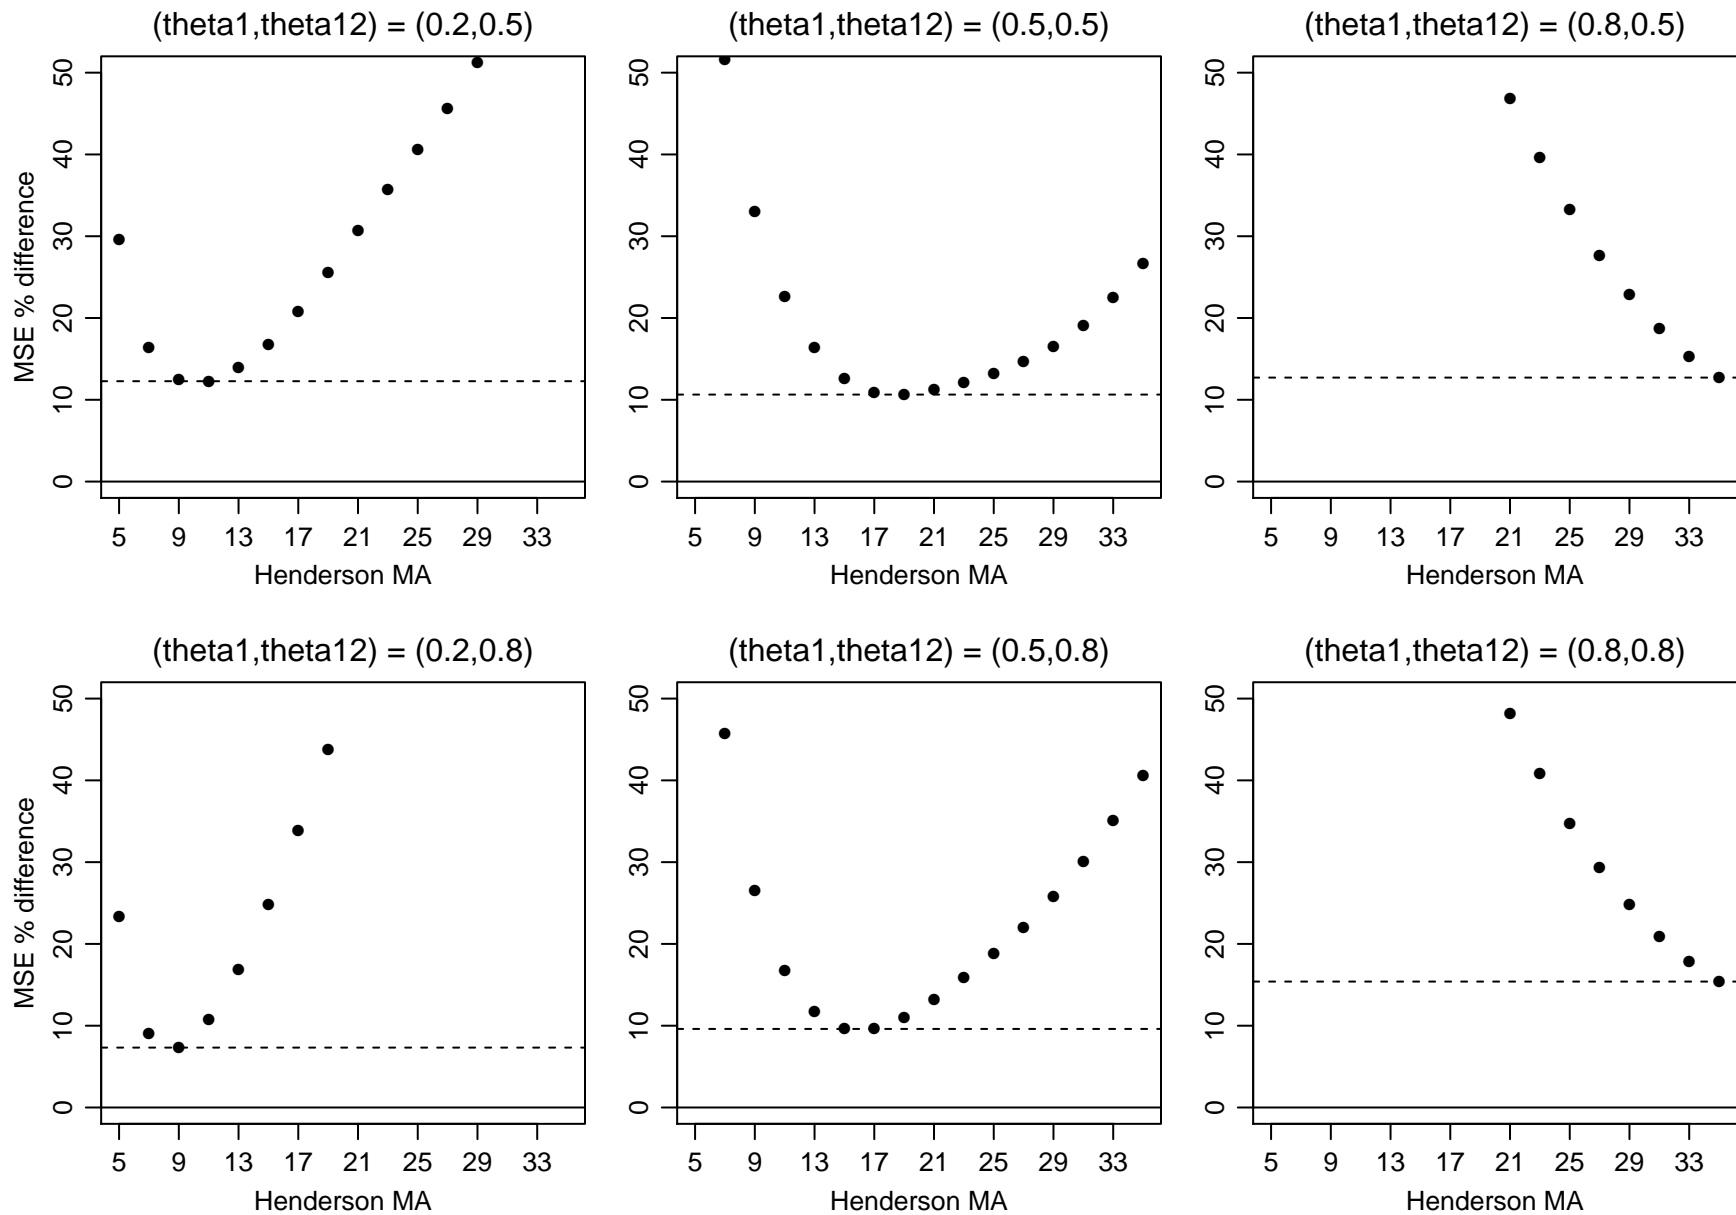 (theta1,theta12) = (0.2,0.5)
MSE % difference
50
40
30
20
10
0
5 9 13 17 21 25 29 33
Henderson MA
(theta1,theta12) = (0.5,0.5)
50
40
30
20
10
0
5 9 13 17 21 25 29 33
Henderson MA
(theta1,theta12) = (0.8,0.5)
50
40
30
20
10
0
5 9 13 17 21 25 29 33
Henderson MA
(theta1,theta12) = (0.2,0.8)
MSE % difference
50
40
30
20
10
0
5 9 13 17 21 25 29 33
Henderson MA
(theta1,theta12) = (0.5,0.8)
50
40
30
20
10
0
5 9 13 17 21 25 29 33
Henderson MA
(theta1,theta12) = (0.8,0.8)
50
40
30
20
10
0
5 9 13 17 21 25 29 33
Henderson MA